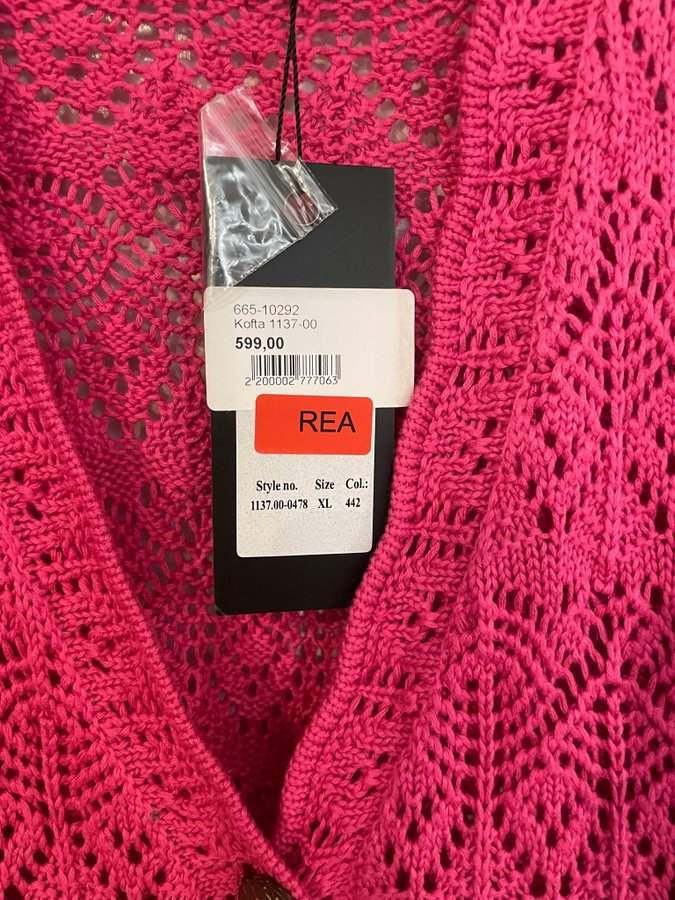 665-10292
Kofta 1137-00
599,00
2 200002 777063
REA
Style no. Size Col.:
1137.00-0478 XL 442